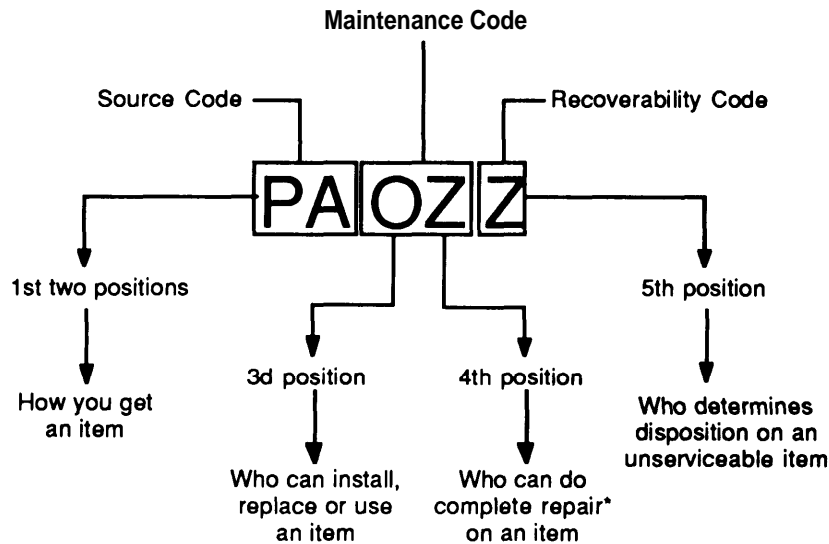 Maintenance Code
Source Code
Recoverability Code
PA OZ Z
1st two positions
5th position
3d position
4th position
How you get
an item
Who determines
disposition on an
unserviceable item
Who can install,
replace or use
an item
Who can do
complete repair*
on an item